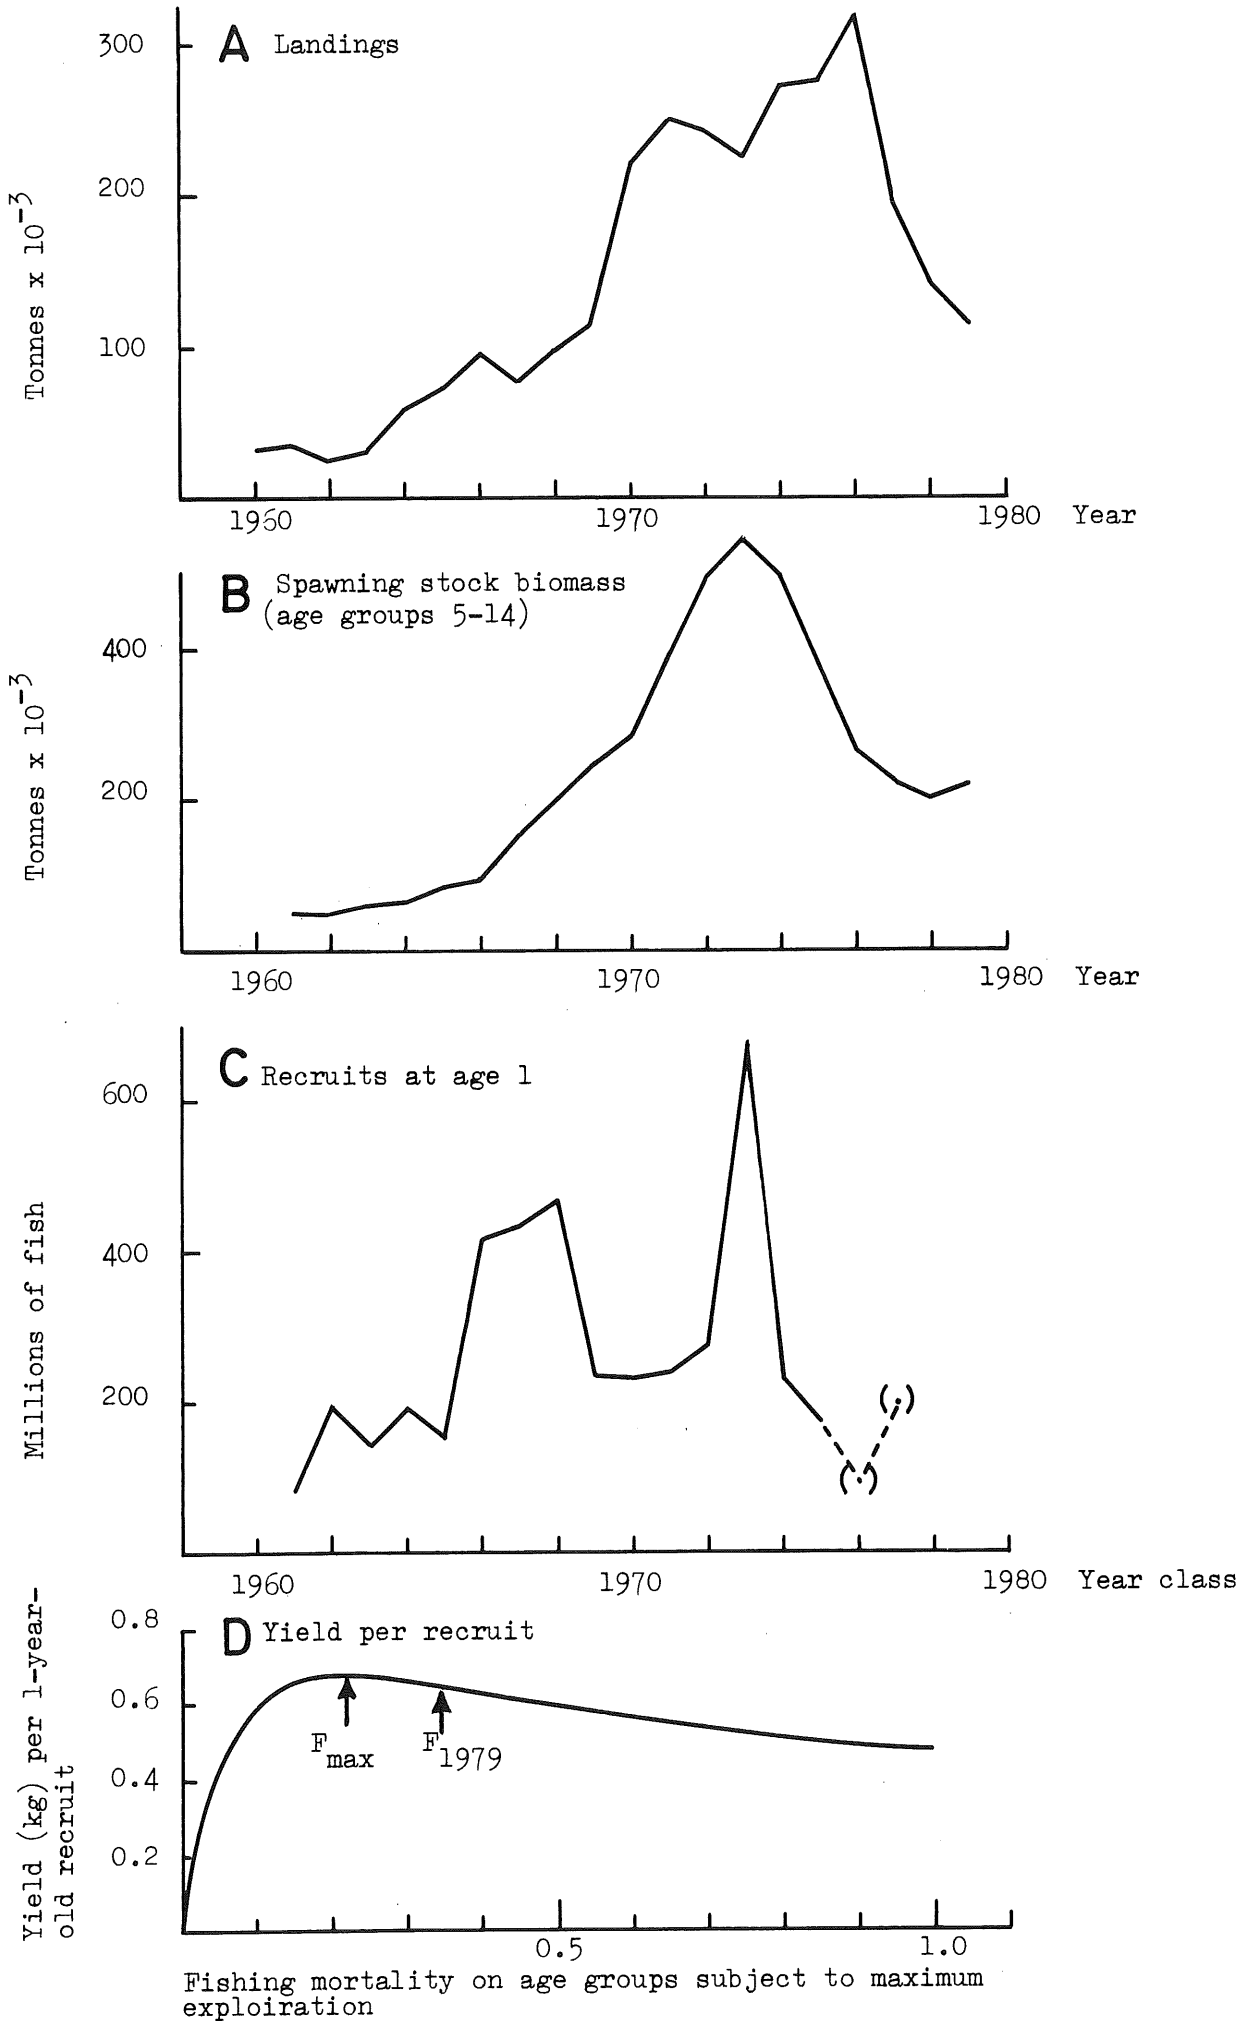 A Landings
300
200
100
Tonnes x 10-3
1960 1970 1980 Year
B Spawning stock biomass
(age groups 5-14)
400
200
Tonnes x 10-3
1960 1970 1980 Year
C Recruits at age 1
600
400
200
Millions of fish
(.)
(.)
1960 1970 1980 Year class
D Yield per recruit
0.8
0.6
0.4
0.2
Yield (kg) per 1-year-
old recruit
Fmax
F1979
0.5 1.0
Fishing mortality on age groups subject to maximum
exploiration